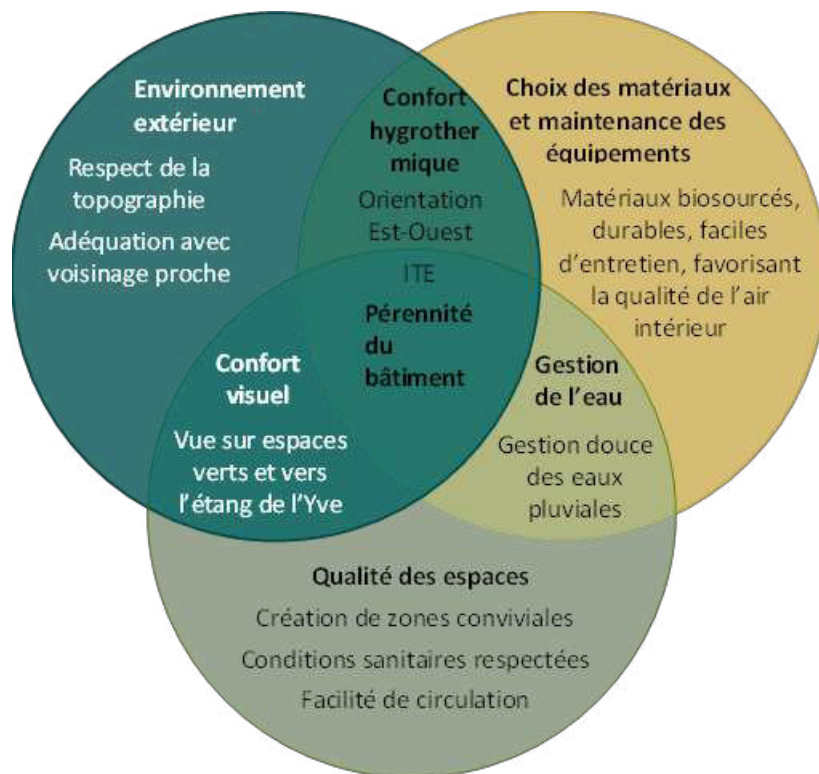 Environnement
extérieur
Respect de la
topographie
Adéquation avec
voisinage proche
Confort
hygrother
mique
Orientation
Est-Ouest
ITE
Choix des matériaux
et maintenance des
équipements
Matériaux biosourcés,
durables, faciles
d'entretien, favorisant
la qualité de l'air
intérieur
Pérennité
du
bâtiment
Confort
visuel
Vue sur espaces
verts et vers
l'étang de l'Yve
Gestion
de l'eau
Gestion douce
des eaux
pluviales
Qualité des espaces
Création de zones conviviales
Conditions sanitaires respectées
Facilité de circulation